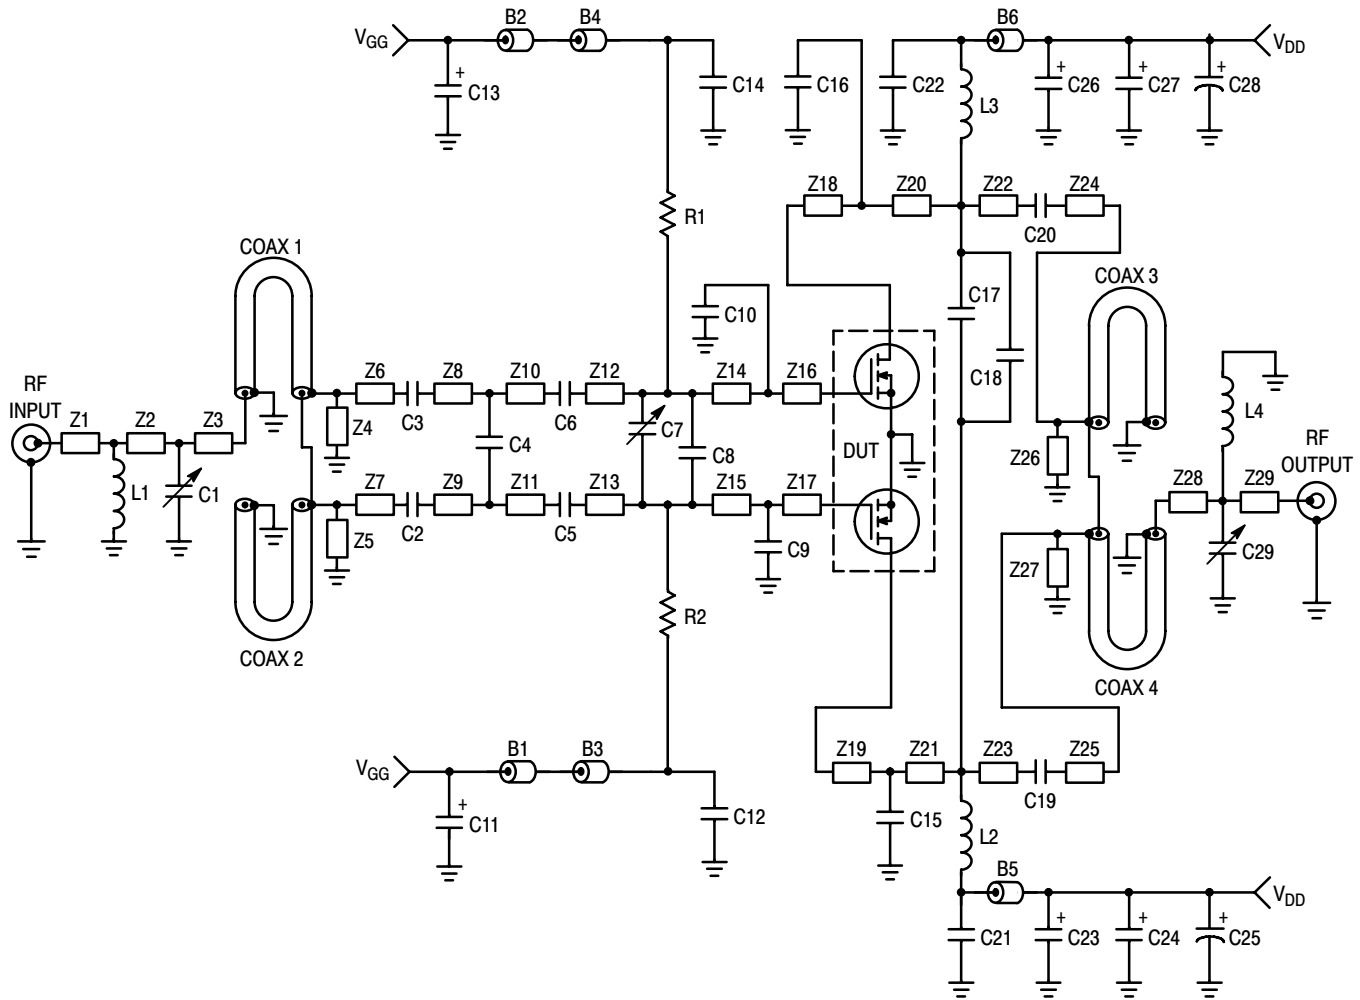 VGG
B2
B4
B6
VDD
C13
C14
C16
C22
L3
C26
C27
C28
R1
Z18
Z20
Z22
Z24
C20
COAX 1
C10
C17
C18
COAX 3
RF
INPUT
Z1
Z2
Z3
L1
C1
Z6
Z8
Z10
Z12
Z14
Z16
C3
C6
Z4
C4
C7
C8
DUT
Z7
Z9
Z11
Z13
Z15
Z17
Z5
C2
C5
C9
L4
Z26
Z28
Z29
RF
OUTPUT
C29
Z27
COAX 2
R2
COAX 4
VGG
B1
B3
C11
C12
Z19
Z21
Z23
Z25
C19
C15
L2
B5
VDD
C21
C23
C24
C25